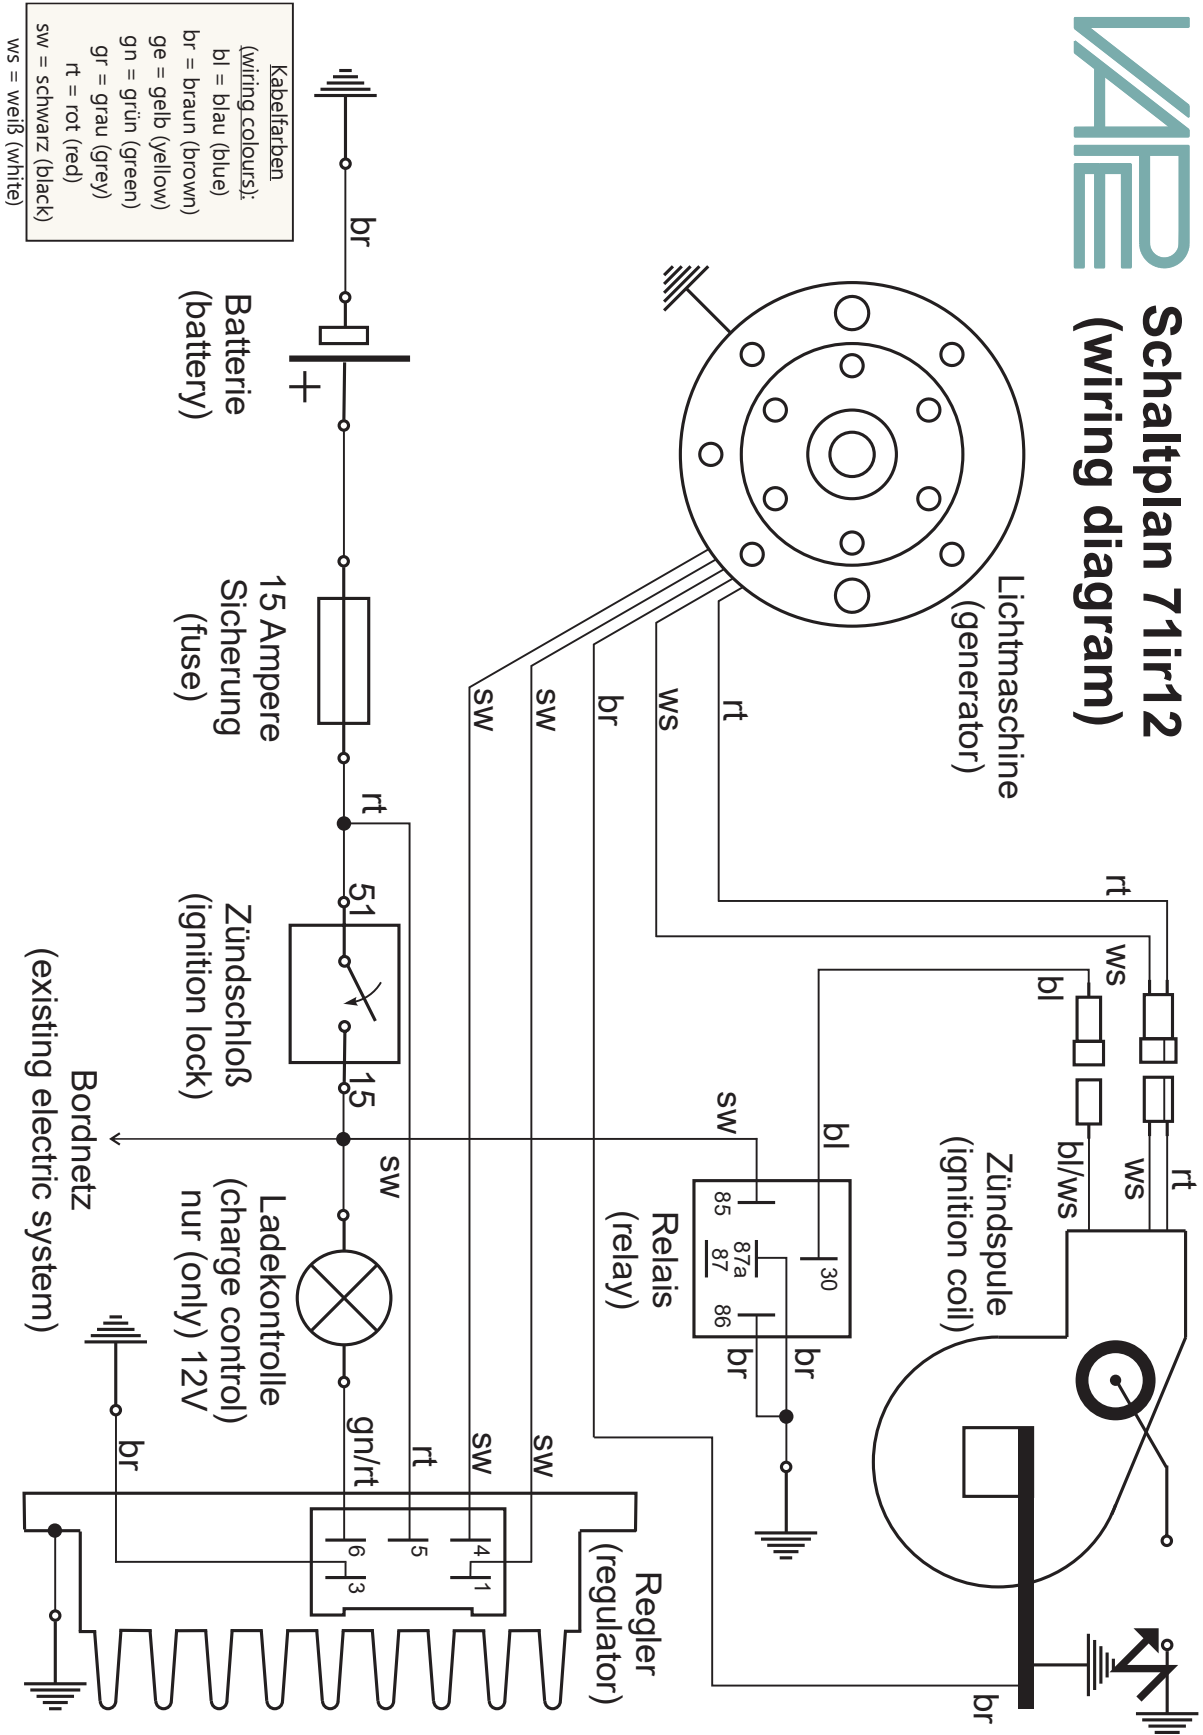 VAPE
Schaltplan 71ir12
(wiring diagram)
Lichtmaschine
(generator)
rt
ws
br
sw
sw
rt
ws
bl
rt
ws
bl/ws
Zündspule
(ignition coil)
bl
sw
30
85
87a
87
86
Relais
(relay)
br
br
br
Kabelfarben
(wiring colours):
bl = blau (blue)
br = braun (brown)
ge = gelb (yellow)
gn = grün (green)
gr = grau (grey)
rt = rot (red)
sw = schwarz (black)
ws = weiß (white)
br
+
Batterie
(battery)
15 Ampere
Sicherung
(fuse)
rt
51
15
Zündschloß
(ignition lock)
sw
Bordnetz
(existing electric system)
Ladekontrolle
(charge control)
nur (only) 12V
sw
sw
rt
gn/rt
br
4
1
5
6
3
Regler
(regulator)